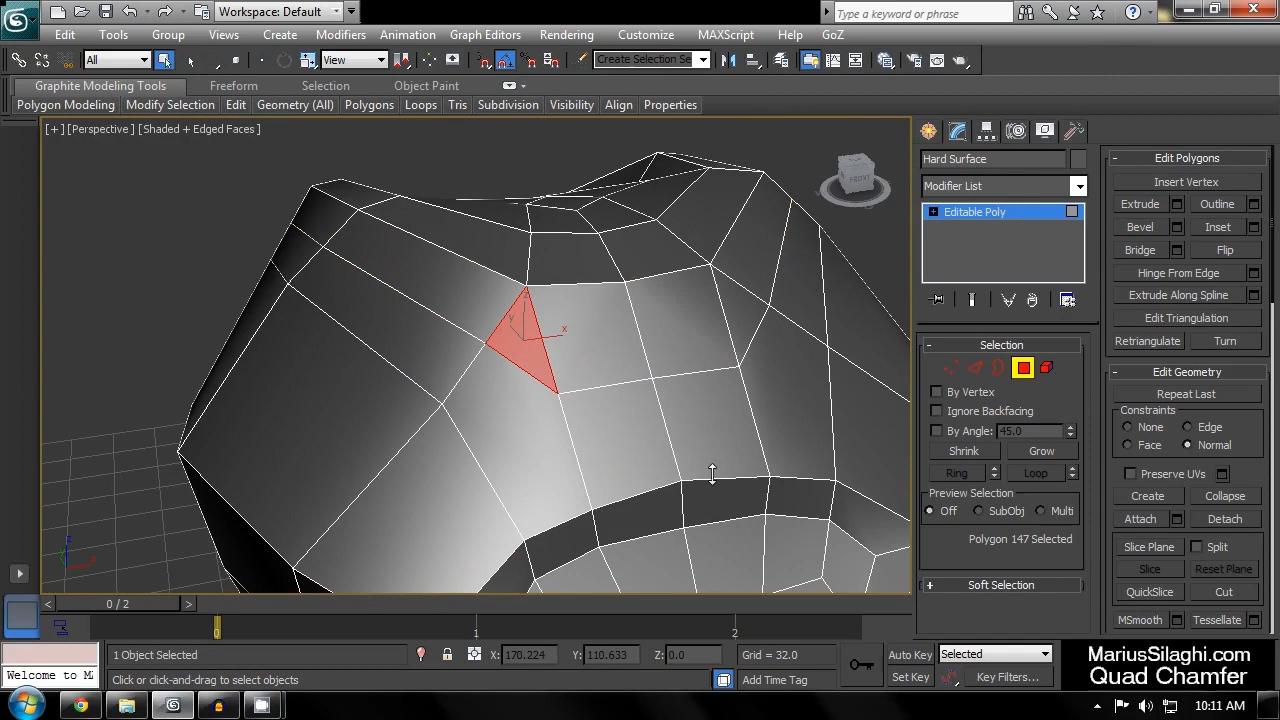 Workspace: Default
Type a keyword or phrase
Edit Tools Group Views Create Modifiers Animation Graph Editors Rendering Customize MAXScript Help GoZ
All View Create Selection Se
Graphite Modeling Tools Freeform Selection Object Paint
Polygon Modeling Modify Selection Edit Geometry (All) Polygons Loops Tris Subdivision Visibility Align Properties
[+] [Perspective] [Shaded + Edged Faces]
FRONT
z
y
x
z
x
Hard Surface
Modifier List
Editable Poly
- Selection
By Vertex
Ignore Backfacing
By Angle: 45.0
Shrink Grow
Ring Loop
Preview Selection
Off SubObj Multi
Polygon 147 Selected
+ Soft Selection
- Edit Polygons
Insert Vertex
Extrude Outline
Bevel Inset
Bridge Flip
Hinge From Edge
Extrude Along Spline
Edit Triangulation
Retriangulate Turn
- Edit Geometry
Repeat Last
Constraints
None Edge
Face Normal
Preserve UVs
Create Collapse
Attach Detach
Slice Plane Split
Slice Reset Plane
QuickSlice Cut
MSmooth Tessellate
< 0 / 2 >
0 1 2
1 Object Selected X: 170.224 Y: 110.633 Z: 0.0 Grid = 32.0 Auto Key Selected
Welcome to M
Click or click-and-drag to select objects Add Time Tag Set Key Key Filters...
MariusSilaghi.com
Quad Chamfer
10:11 AM